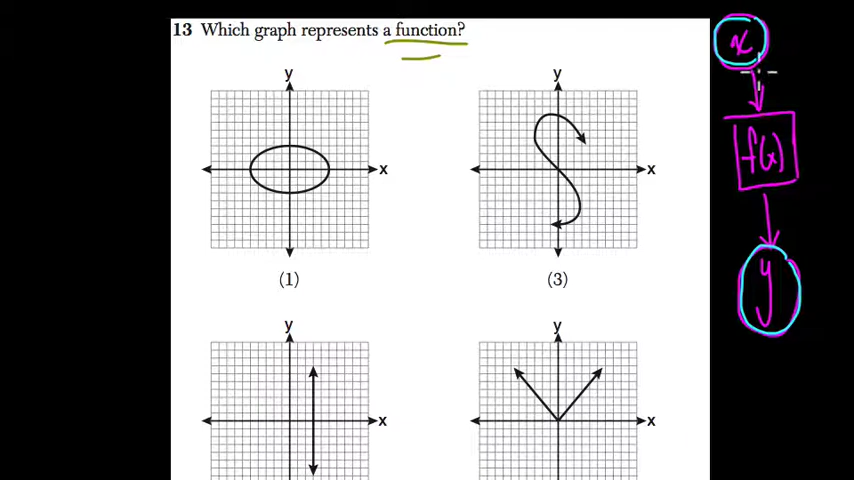 13 Which graph represents a function?
x
f(x)
y
y
y
x
x
(1)
(3)
y
y
x
x